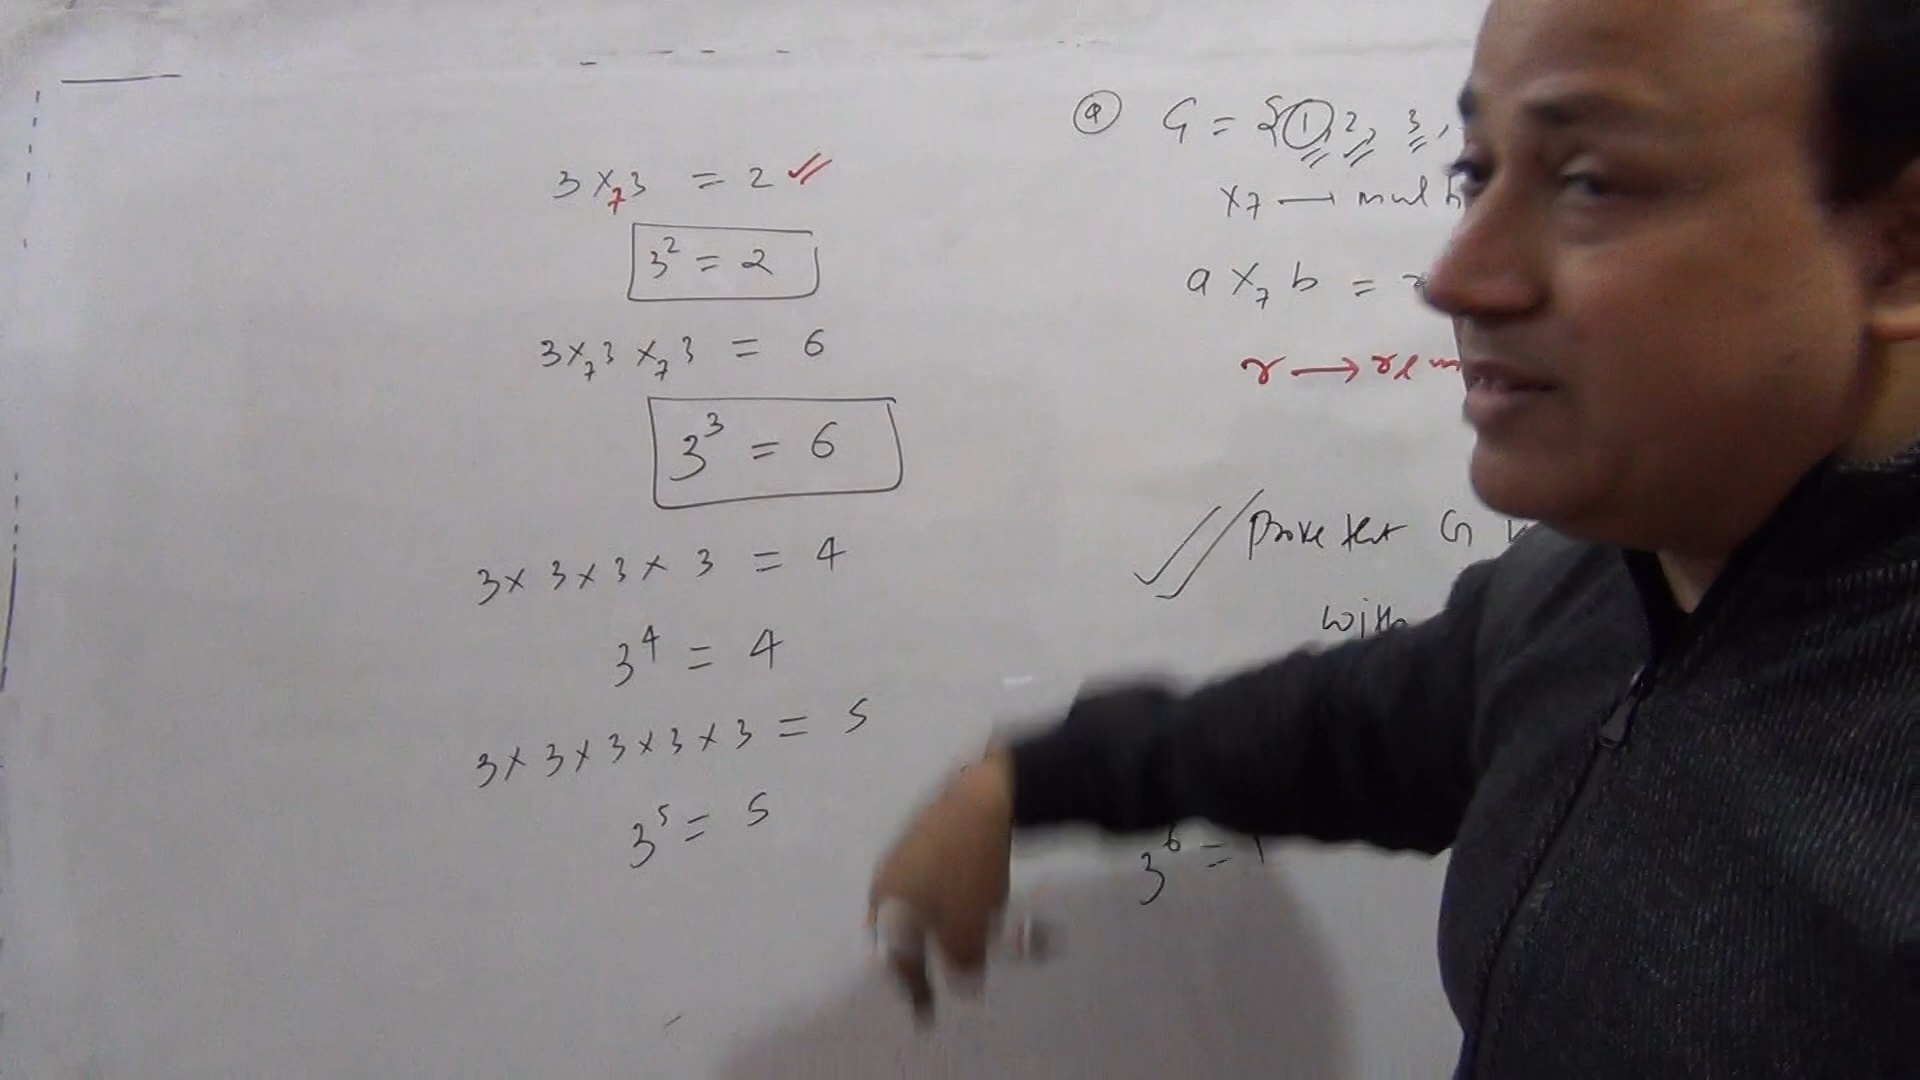 3 ×₇ 3 = 2
3² = 2
3 ×₇ 3 ×₇ 3 = 6
3³ = 6
3 × 3 × 3 × 3 = 4
3⁴ = 4
3 × 3 × 3 × 3 × 3 = 5
3⁵ = 5
Q G = {1, 2, 3,
×7 →
a ×₇ b =
r →
Prove that G
with
3⁶ = 1